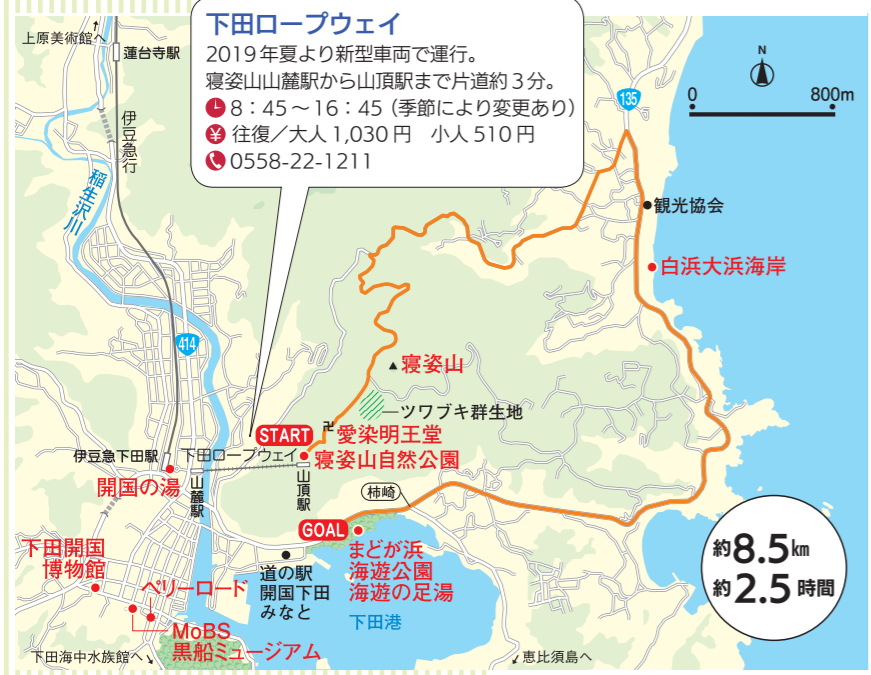 下田ロープウェイ
2019年夏より新型車両で運行。
寝姿山山麓駅から山頂駅まで片道約3分。
8：45～16：45（季節により変更あり）
¥ 往復／大人1,030円　小人510円
0558-22-1211
上原美術館へ
蓮台寺駅
伊豆急行
稲生沢川
414
135
N
0　800m
観光協会
白浜大浜海岸
寝姿山
ツワブキ群生地
START
卍愛染明王堂
下田ロープウェイ
寝姿山自然公園
伊豆急下田駅
開国の湯
山麓駅
山頂駅
柿崎
GOAL
まどが浜
海遊公園
海遊の足湯
道の駅
開国下田
みなと
下田港
下田開国
博物館
ペリーロード
MoBS
黒船ミュージアム
下田海中水族館へ
恵比須島へ
約8.5km
約2.5時間